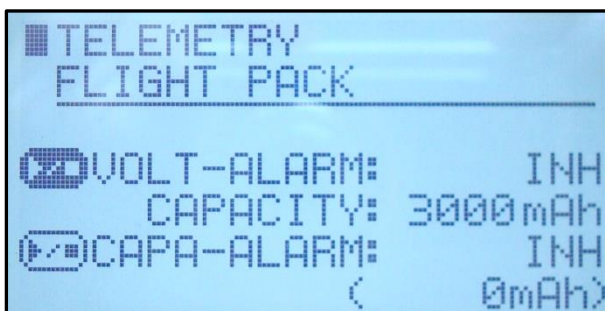 TELEMETRY
FLIGHT PACK
VOLT-ALARM: INH
CAPACITY: 3000mAh
CAPA-ALARM: INH
( 0mAh)